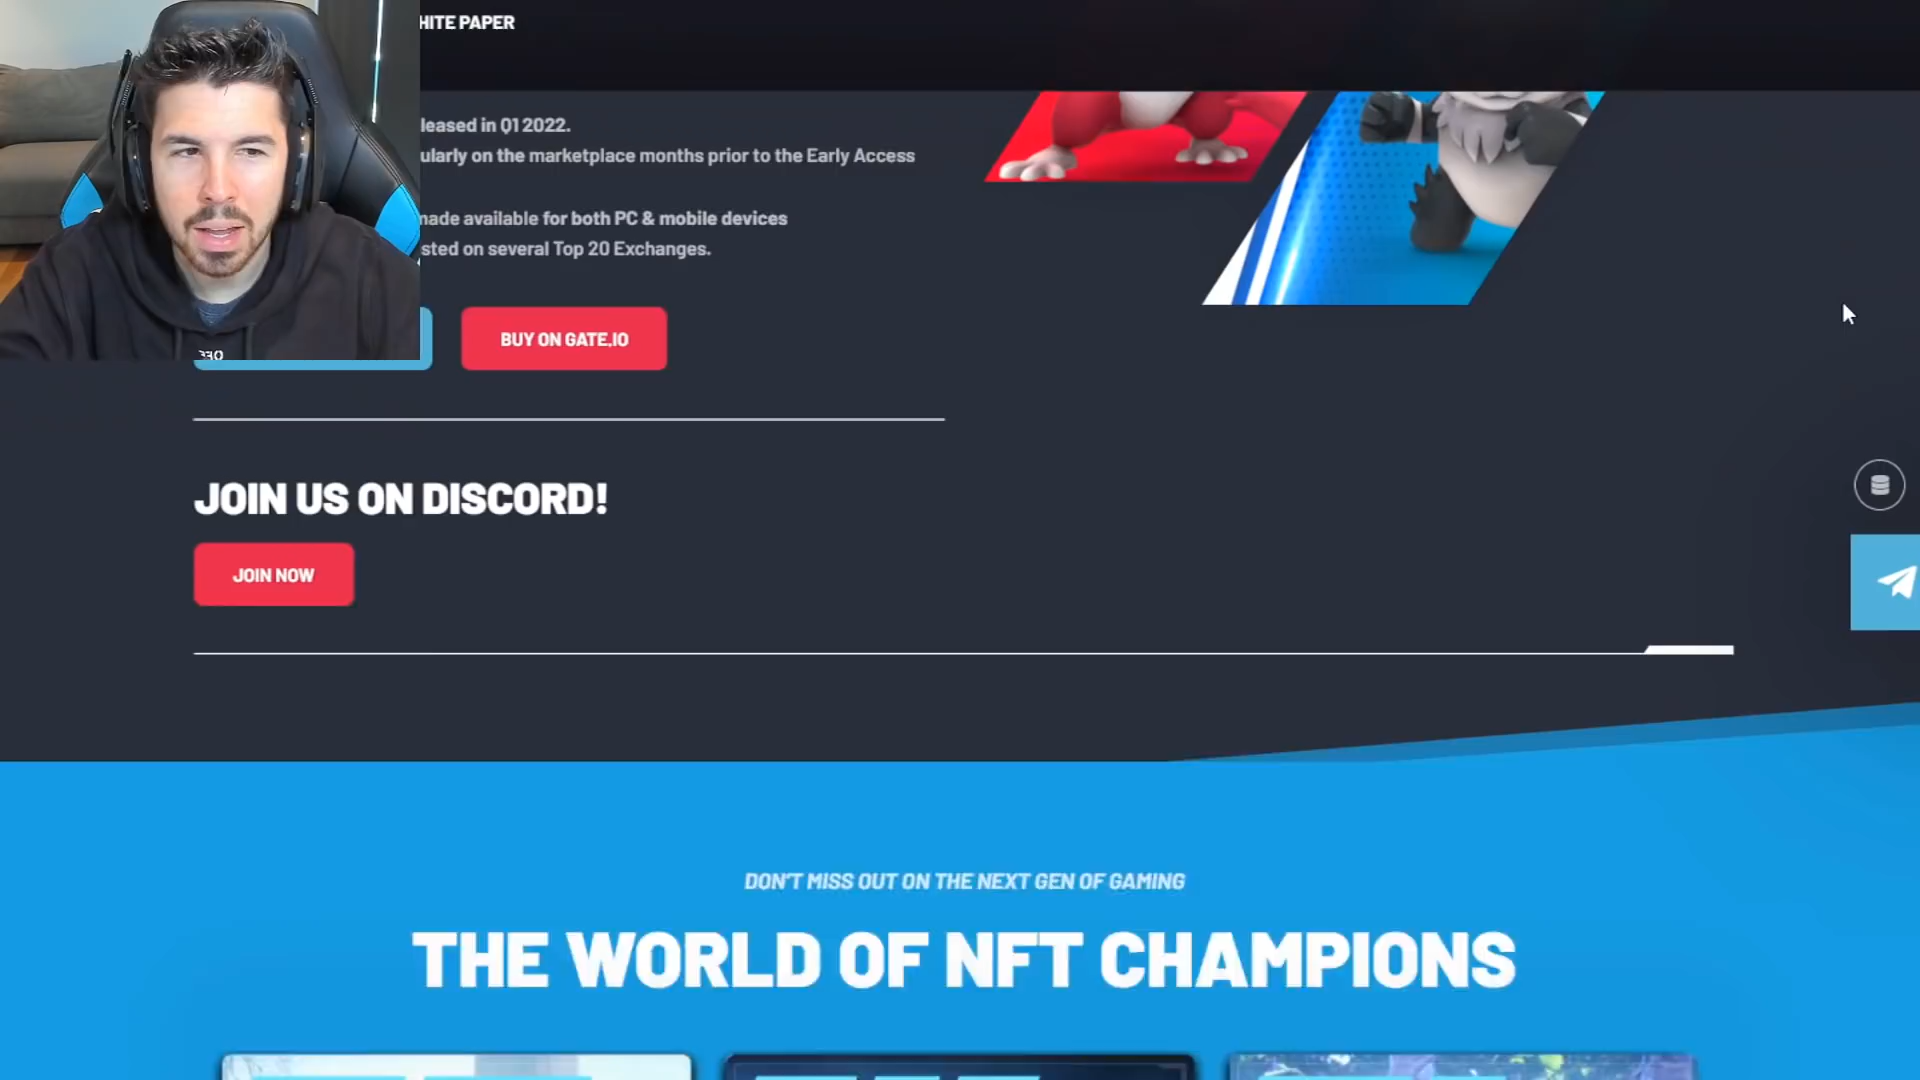 HITE PAPER
leased in Q1 2022.
ularly on the marketplace months prior to the Early Access
made available for both PC & mobile devices
sted on several Top 20 Exchanges.
BUY ON GATE.IO
JOIN US ON DISCORD!
JOIN NOW
DON'T MISS OUT ON THE NEXT GEN OF GAMING
THE WORLD OF NFT CHAMPIONS